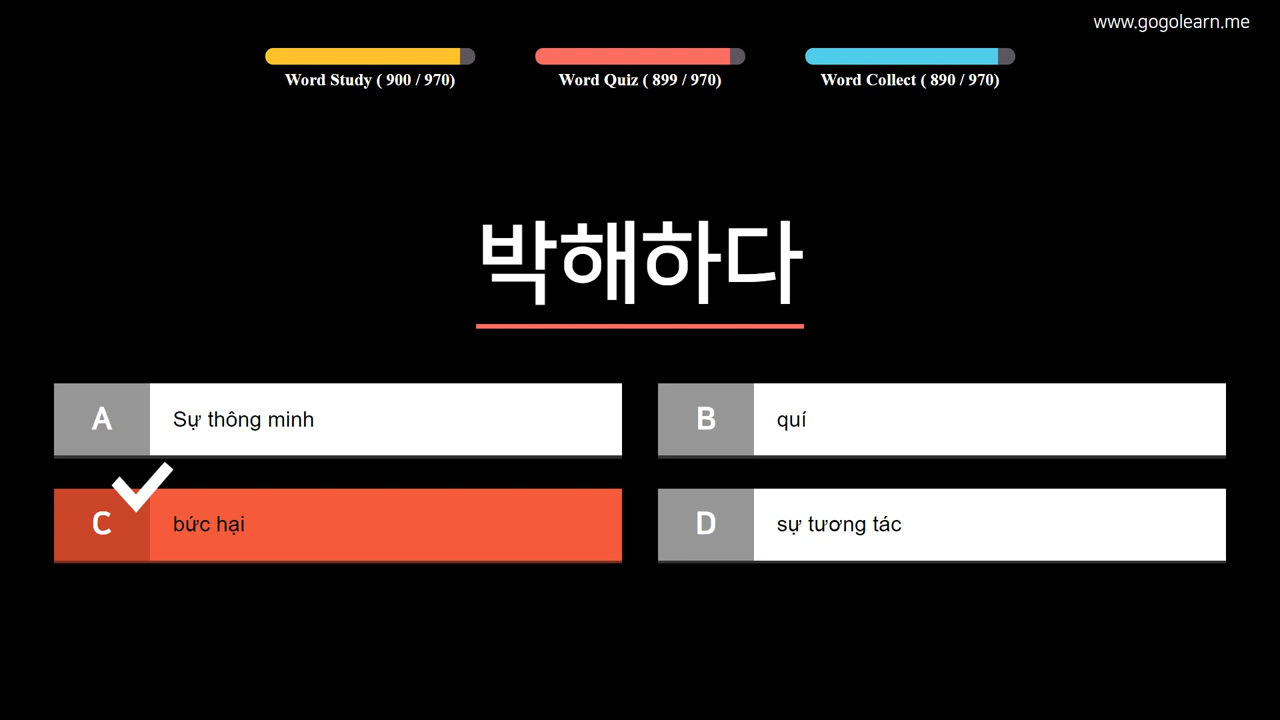 www.gogolearn.me
Word Study ( 900 / 970)
Word Quiz ( 899 / 970)
Word Collect ( 890 / 970)
박해하다
A Sự thông minh
B quí
C bức hại
D sự tương tác